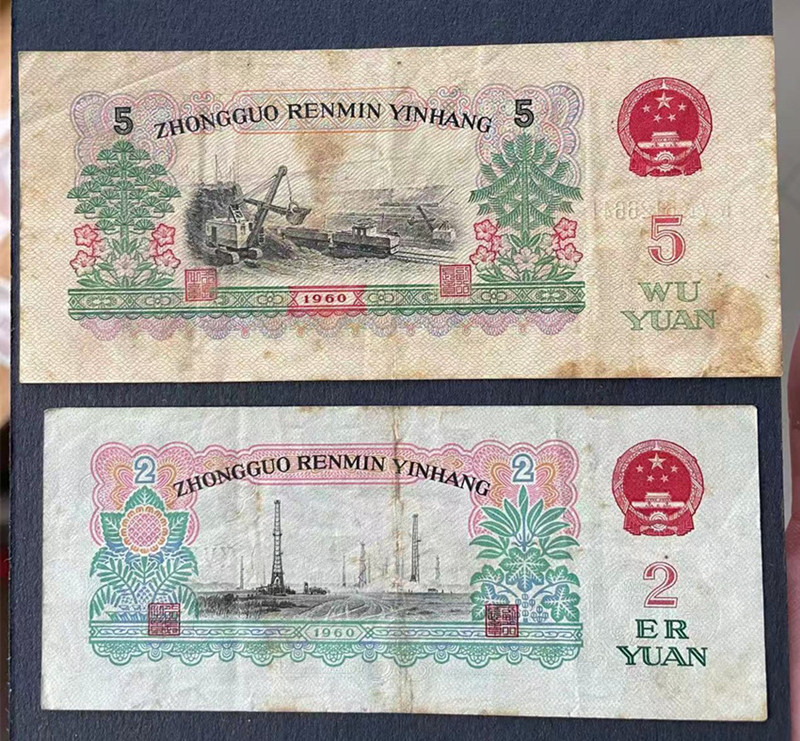 5 ZHONGGUO RENMIN YINHANG 5
5
WU
YUAN
1960
2 ZHONGGUO RENMIN YINHANG 2
2
ER
YUAN
1960